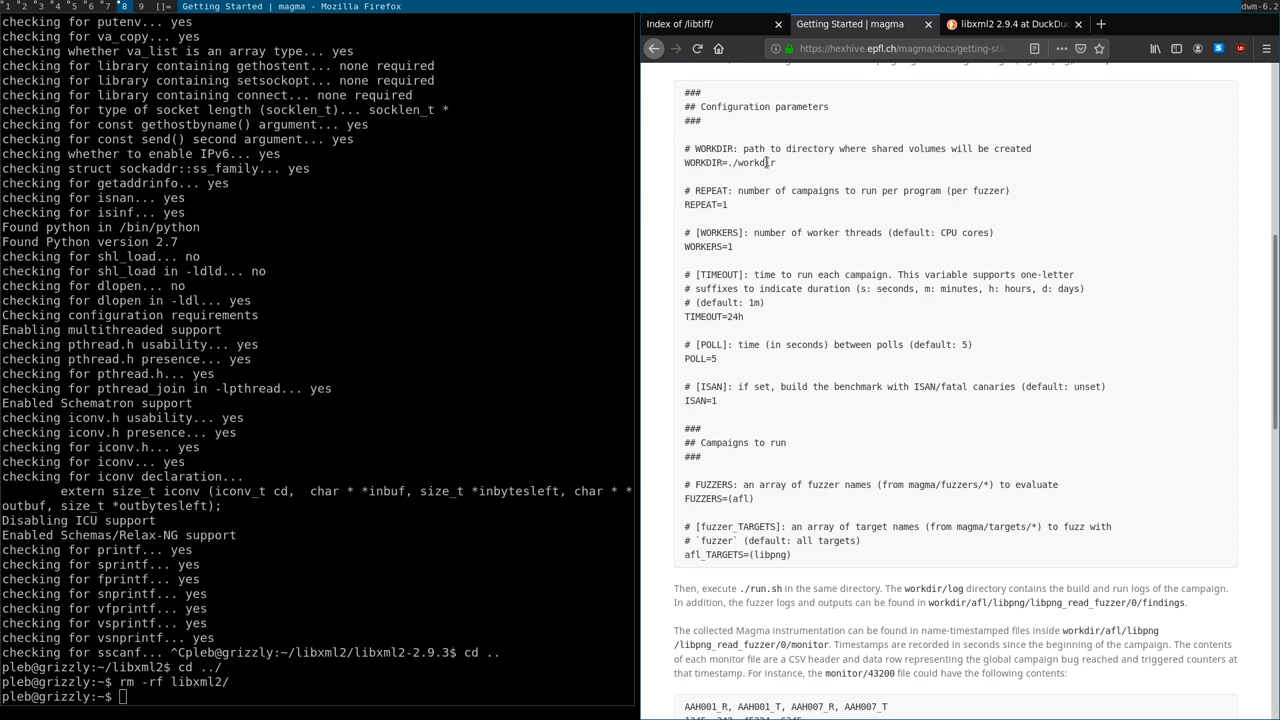 1 2 3 4 5 6 7 8 9 []= Getting Started | magma - Mozilla Firefox dwm-6.2
checking for putenv... yes
checking for va_copy... yes
checking whether va_list is an array type... yes
checking for library containing gethostent... none required
checking for library containing setsockopt... none required
checking for library containing connect... none required
checking for type of socket length (socklen_t)... socklen_t *
checking for const gethostbyname() argument... yes
checking for const send() second argument... yes
checking whether to enable IPv6... yes
checking struct sockaddr::ss_family... yes
checking for getaddrinfo... yes
checking for isnan... yes
checking for isinf... yes
Found python in /bin/python
Found Python version 2.7
checking for shl_load... no
checking for shl_load in -ldld... no
checking for dlopen... no
checking for dlopen in -ldl... yes
Checking configuration requirements
Enabling multithreaded support
checking pthread.h usability... yes
checking pthread.h presence... yes
checking for pthread.h... yes
checking for pthread_join in -lpthread... yes
Enabled Schematron support
checking iconv.h usability... yes
checking iconv.h presence... yes
checking for iconv.h... yes
checking for iconv... yes
checking for iconv declaration...
extern size_t iconv (iconv_t cd, char * *inbuf, size_t *inbytesleft, char * *
outbuf, size_t *outbytesleft);
Disabling ICU support
Enabled Schemas/Relax-NG support
checking for printf... yes
checking for sprintf... yes
checking for fprintf... yes
checking for snprintf... yes
checking for vfprintf... yes
checking for vsprintf... yes
checking for vsnprintf... yes
checking for sscanf... ^Cpleb@grizzly:~/libxml2/libxml2-2.9.3$ cd ..
pleb@grizzly:~/libxml2$ cd ../
pleb@grizzly:~$ rm -rf libxml2/
pleb@grizzly:~$
Index of /libtiff/ Getting Started | magma libxml2 2.9.4 at DuckDuc
https://hexhive.epfl.ch/magma/docs/getting-st
###
## Configuration parameters
###
# WORKDIR: path to directory where shared volumes will be created
WORKDIR=./workdir
# REPEAT: number of campaigns to run per program (per fuzzer)
REPEAT=1
# [WORKERS]: number of worker threads (default: CPU cores)
WORKERS=1
# [TIMEOUT]: time to run each campaign. This variable supports one-letter
# suffixes to indicate duration (s: seconds, m: minutes, h: hours, d: days)
# (default: 1m)
TIMEOUT=24h
# [POLL]: time (in seconds) between polls (default: 5)
POLL=5
# [ISAN]: if set, build the benchmark with ISAN/fatal canaries (default: unset)
ISAN=1
###
## Campaigns to run
###
# FUZZERS: an array of fuzzer names (from magma/fuzzers/*) to evaluate
FUZZERS=(afl)
# [fuzzer_TARGETS]: an array of target names (from magma/targets/*) to fuzz with
# `fuzzer` (default: all targets)
afl_TARGETS=(libpng)
Then, execute ./run.sh in the same directory. The workdir/log directory contains the build and run logs of the campaign.
In addition, the fuzzer logs and outputs can be found in workdir/afl/libpng/libpng_read_fuzzer/0/findings.
The collected Magma instrumentation can be found in name-timestamped files inside workdir/afl/libpng
/libpng_read_fuzzer/0/monitor. Timestamps are recorded in seconds since the beginning of the campaign. The contents
of each monitor file are a CSV header and data row representing the global campaign bug reached and triggered counters at
that timestamp. For instance, the monitor/43200 file could have the following contents:
AAH001_R, AAH001_T, AAH007_R, AAH007_T